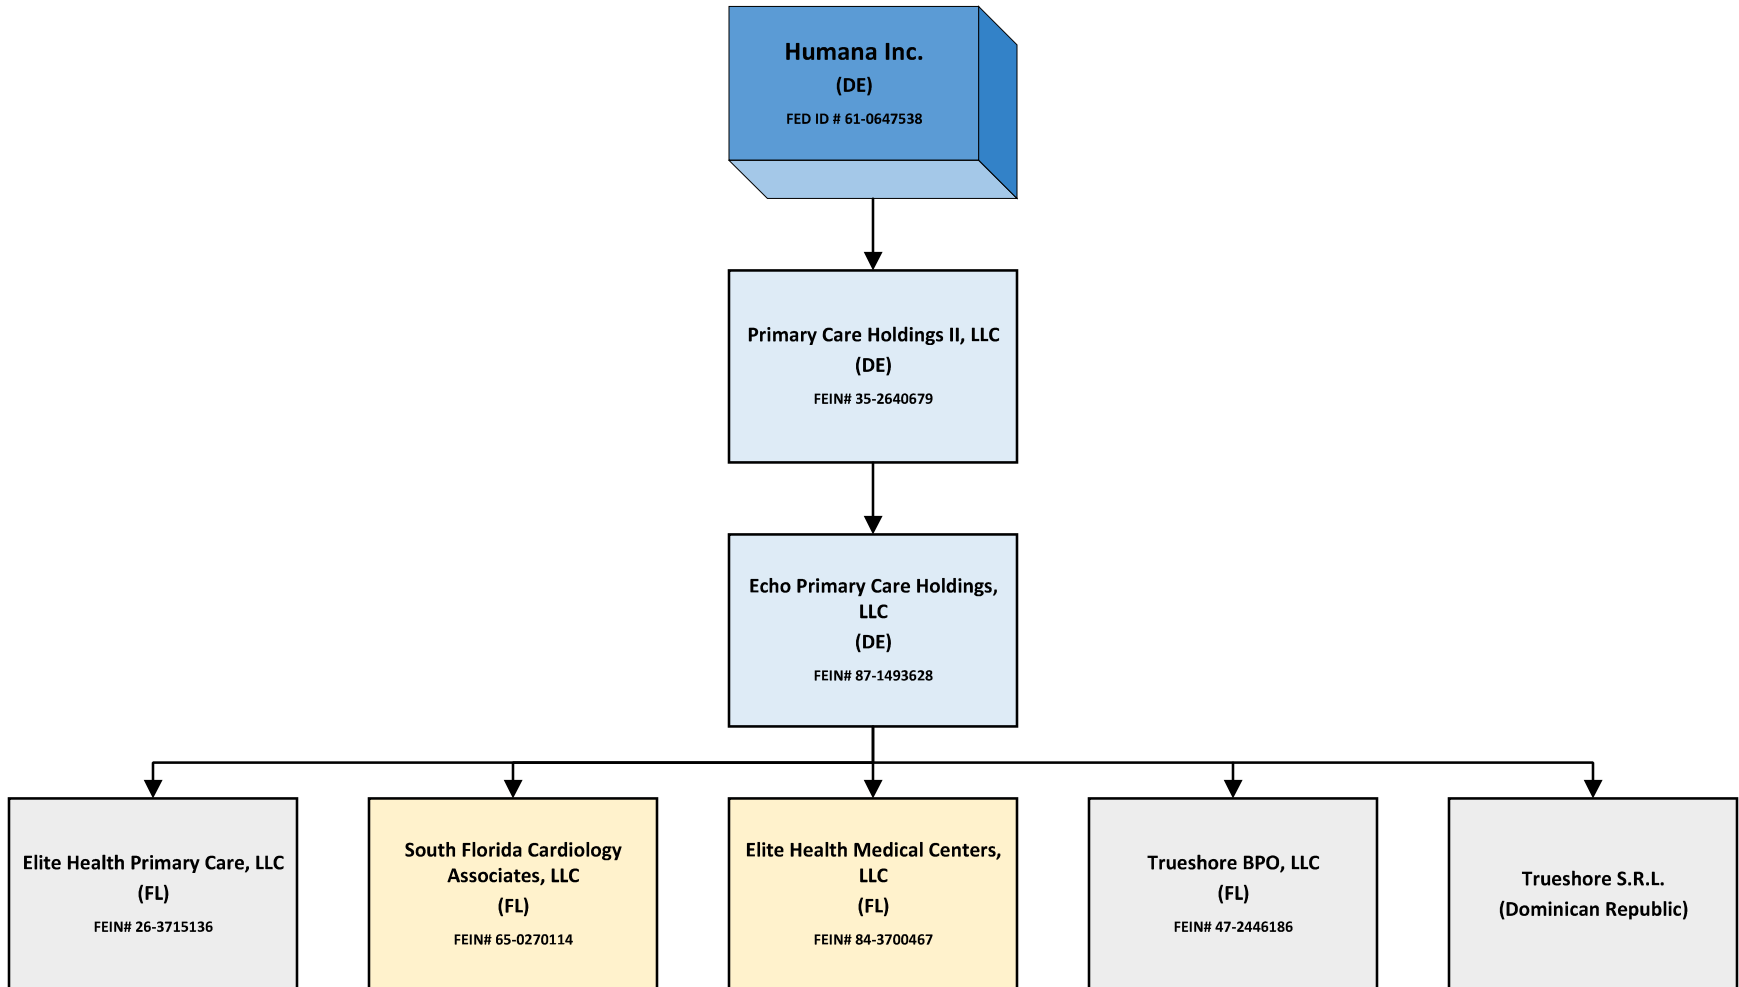 Humana Inc.
(DE)
FED ID # 61-0647538
Primary Care Holdings II, LLC
(DE)
FEIN# 35-2640679
Echo Primary Care Holdings,
LLC
(DE)
FEIN# 87-1493628
Elite Health Primary Care, LLC
(FL)
FEIN# 26-3715136
South Florida Cardiology
Associates, LLC
(FL)
FEIN# 65-0270114
Elite Health Medical Centers,
LLC
(FL)
FEIN# 84-3700467
Trueshore BPO, LLC
(FL)
FEIN# 47-2446186
Trueshore S.R.L.
(Dominican Republic)